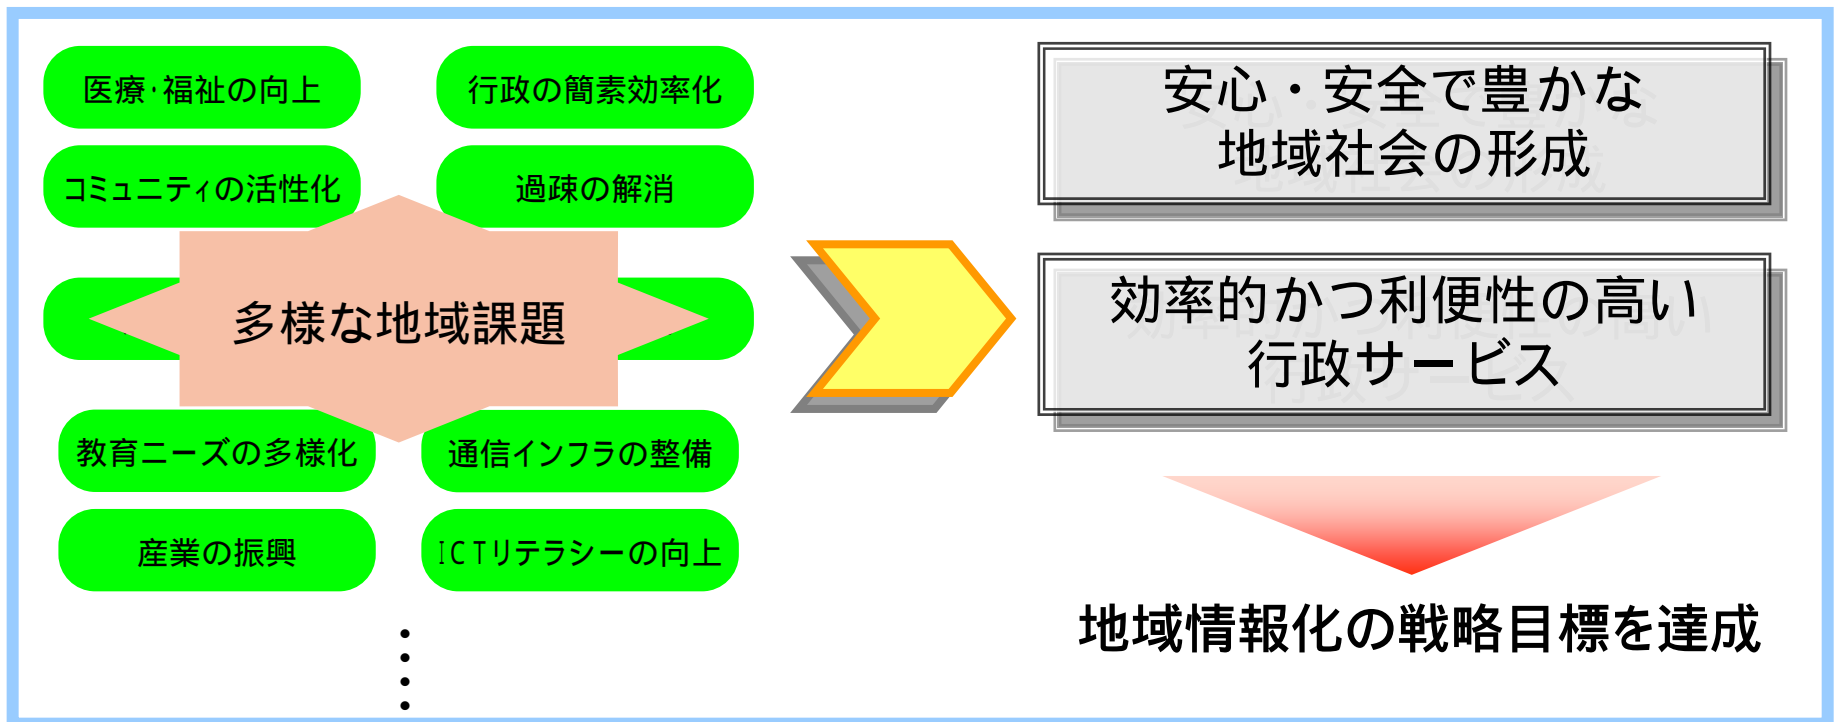 医療・福祉の向上
行政の簡素効率化
コミュニティの活性化
過疎の解消
多様な地域課題
教育ニーズの多様化
通信インフラの整備
産業の振興
ICTリテラシーの向上
安心・安全で豊かな
地域社会の形成
効率的かつ利便性の高い
行政サービス
地域情報化の戦略目標を達成